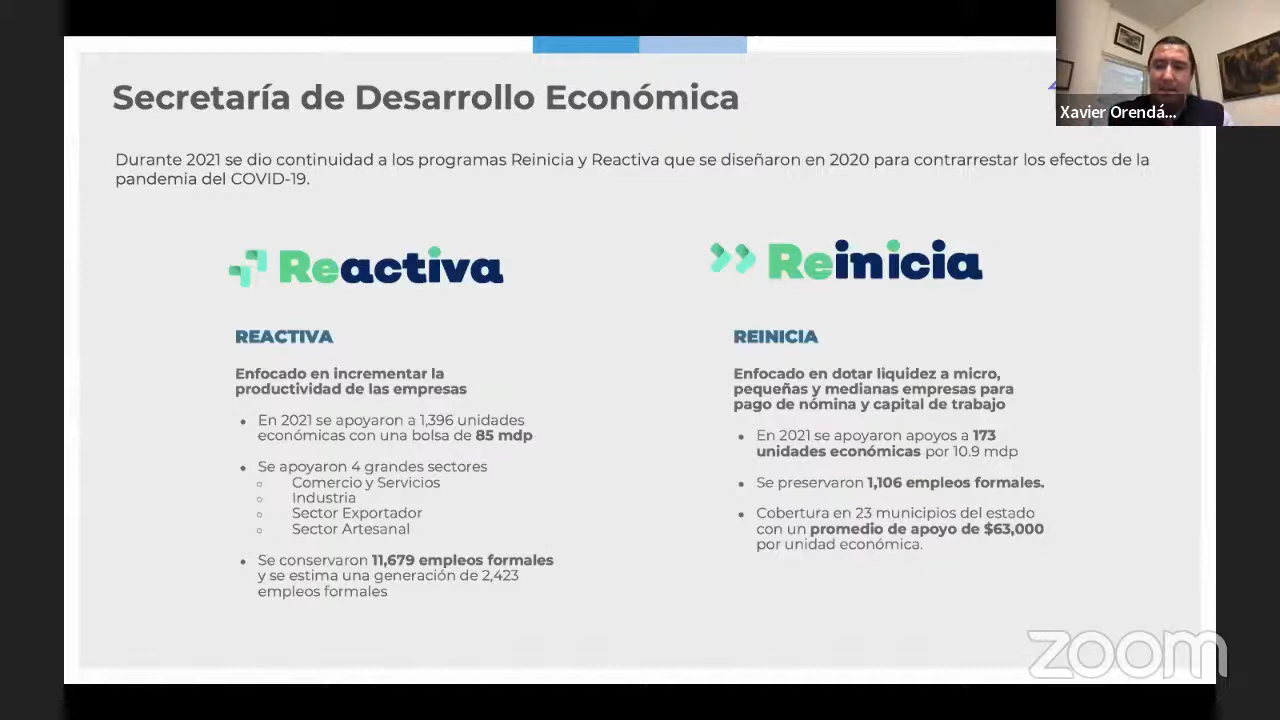 Secretaría de Desarrollo Económica
Xavier Orendá...
Durante 2021 se dio continuidad a los programas Reinicia y Reactiva que se diseñaron en 2020 para contrarrestar los efectos de la
pandemia del COVID-19.
Reactiva
REACTIVA
Enfocado en incrementar la
productividad de las empresas
• En 2021 se apoyaron a 1,396 unidades
económicas con una bolsa de 85 mdp
• Se apoyaron 4 grandes sectores
○ Comercio y Servicios
○ Industria
○ Sector Exportador
○ Sector Artesanal
• Se conservaron 11,679 empleos formales
y se estima una generación de 2,423
empleos formales
Reinicia
REINICIA
Enfocado en dotar liquidez a micro,
pequeñas y medianas empresas para
pago de nómina y capital de trabajo
• En 2021 se apoyaron apoyos a 173
unidades económicas por 10.9 mdp
• Se preservaron 1,106 empleos formales.
• Cobertura en 23 municipios del estado
con un promedio de apoyo de $63,000
por unidad económica.
zoom